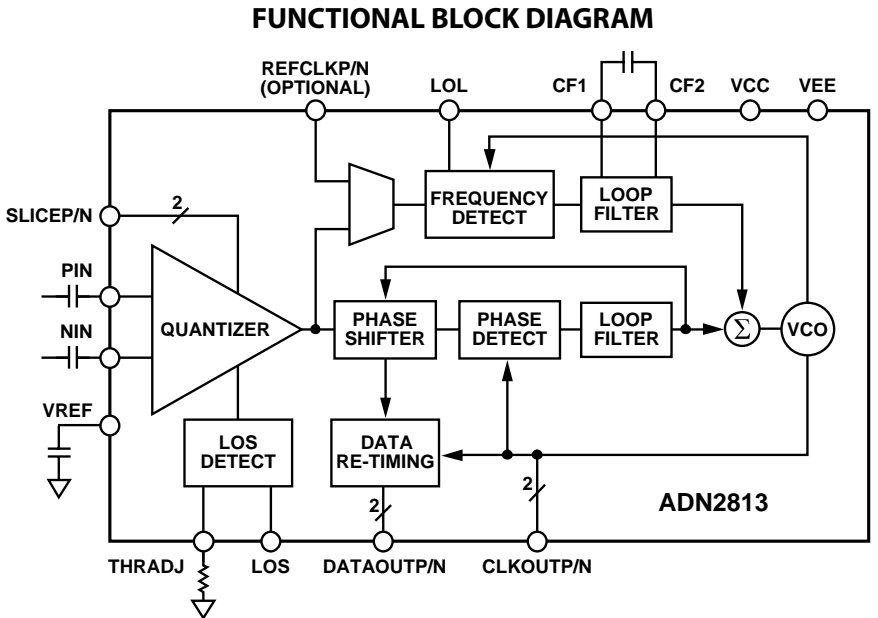 FUNCTIONAL BLOCK DIAGRAM
REFCLKP/N
(OPTIONAL)
LOL
CF1
CF2
VCC
VEE
SLICEP/N
2
FREQUENCY
DETECT
LOOP
FILTER
PIN
NIN
QUANTIZER
PHASE
SHIFTER
PHASE
DETECT
LOOP
FILTER
Σ
VCO
VREF
LOS
DETECT
DATA
RE-TIMING
2
2
ADN2813
THRADJ
LOS
DATAOUTP/N
CLKOUTP/N